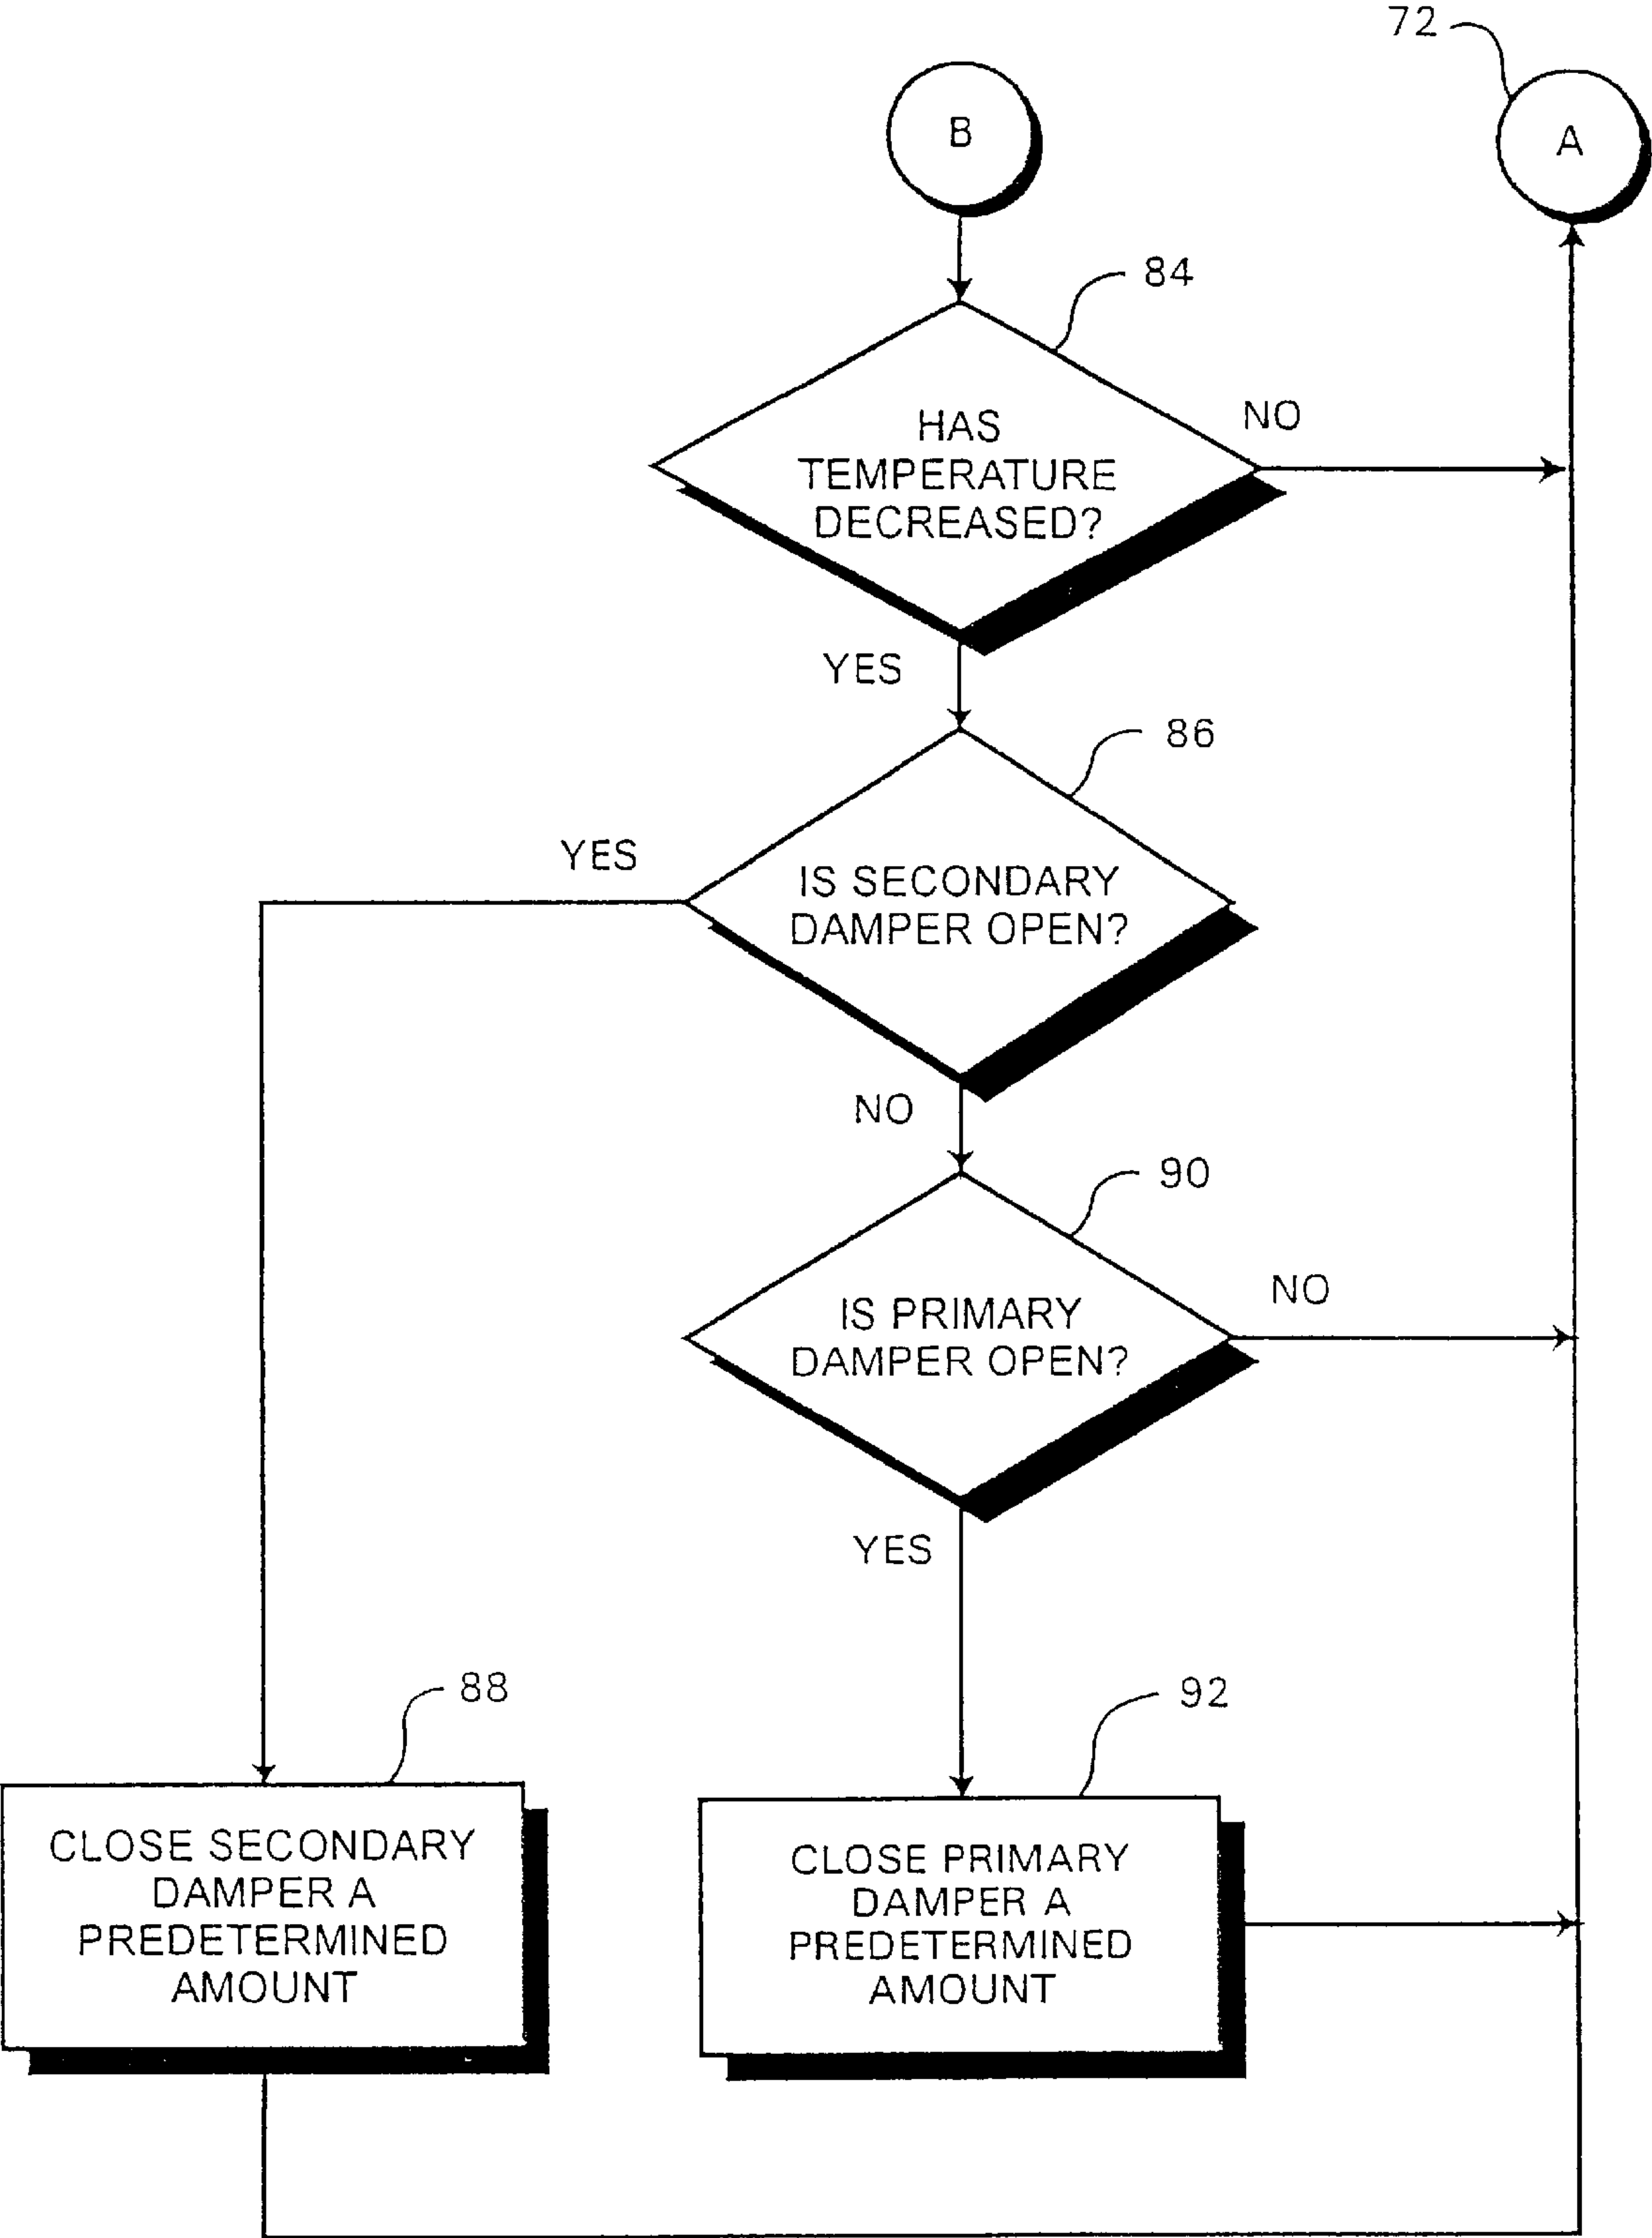 72
B
A
84
HAS
TEMPERATURE
DECREASED?
NO
YES
86
YES
IS SECONDARY
DAMPER OPEN?
NO
90
IS PRIMARY
DAMPER OPEN?
NO
YES
88
92
CLOSE SECONDARY
DAMPER A
PREDETERMINED
AMOUNT
CLOSE PRIMARY
DAMPER A
PREDETERMINED
AMOUNT